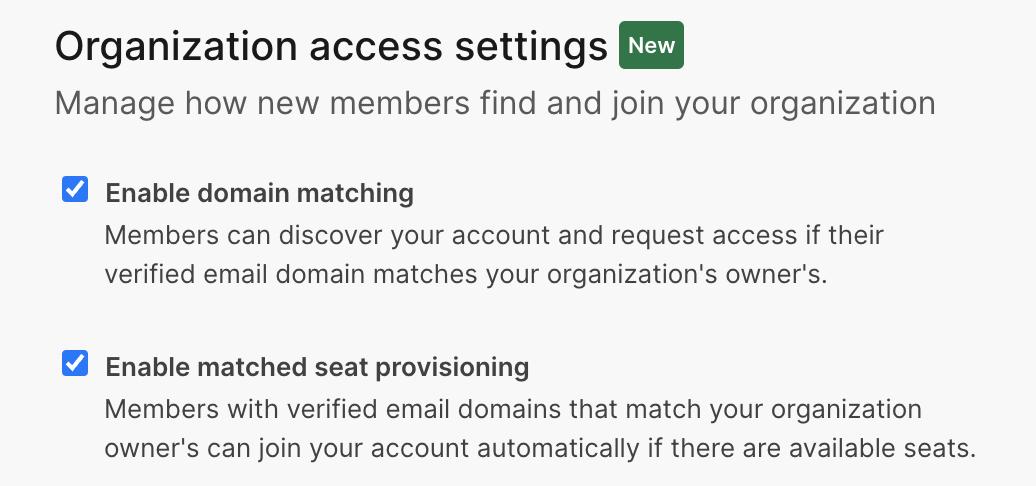 Organization access settings New
Manage how new members find and join your organization
Enable domain matching
Members can discover your account and request access if their
verified email domain matches your organization's owner's.
Enable matched seat provisioning
Members with verified email domains that match your organization
owner's can join your account automatically if there are available seats.